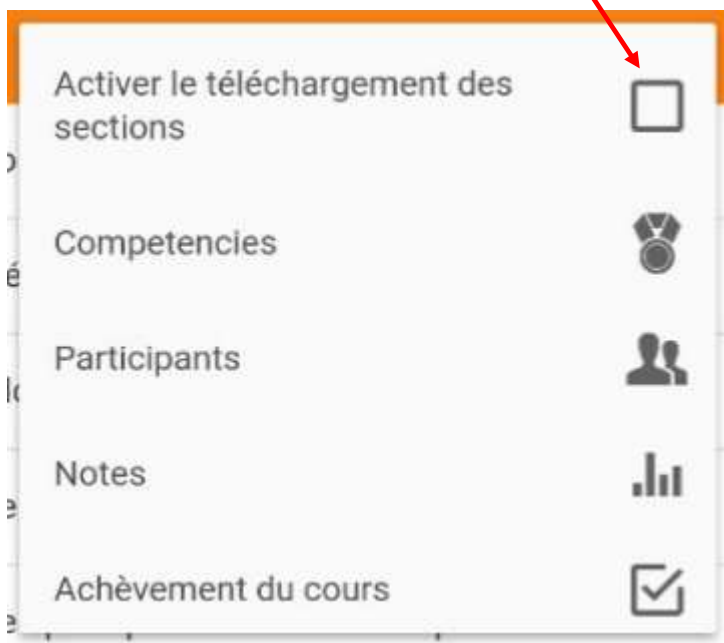 Activer le téléchargement des
sections
Competencies
Participants
Notes
Achèvement du cours